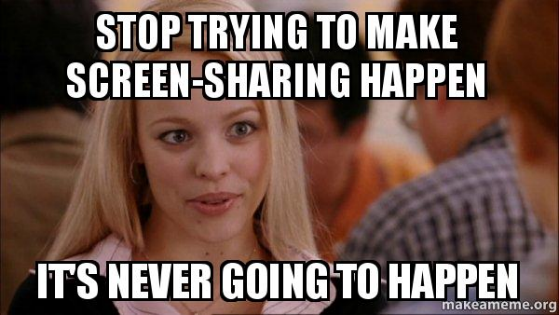 STOP TRYING TO MAKE
SCREEN-SHARING HAPPEN
IT'S NEVER GOING TO HAPPEN
makeameme.org